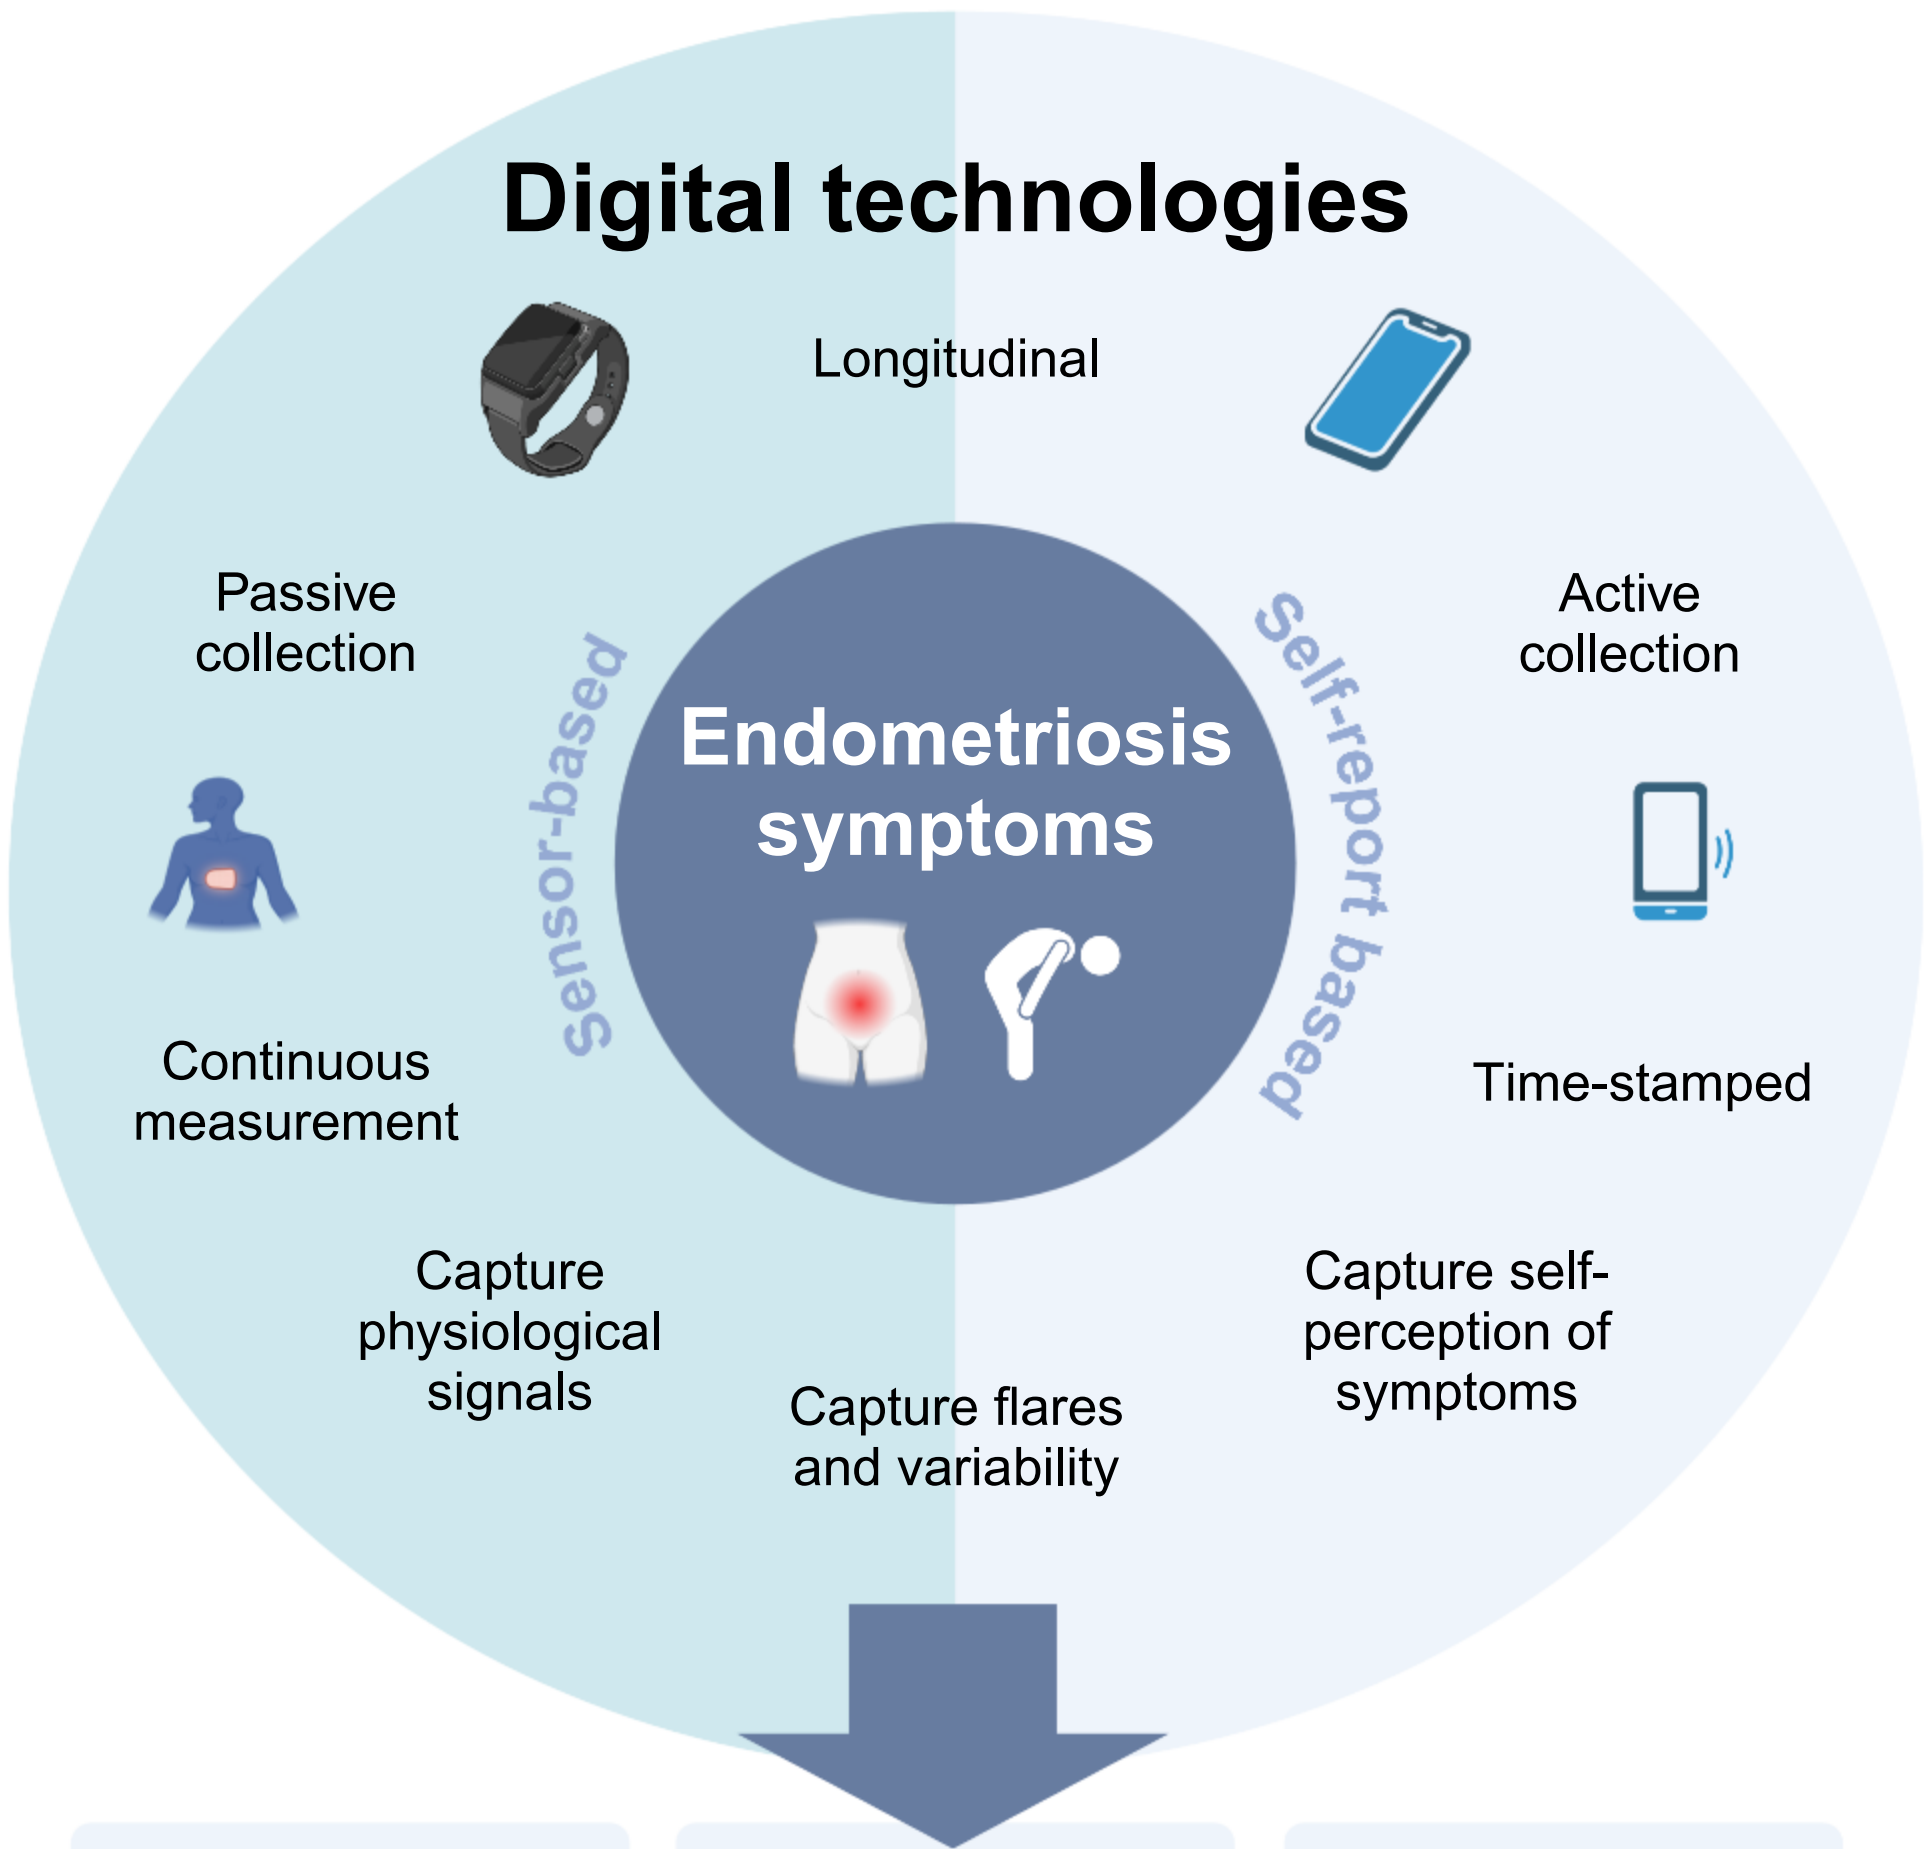 Digital technologies
Longitudinal
Passive
collection
Active
collection
Sensor-based
Self-report based
Endometriosis
symptoms
Continuous
measurement
Time-stamped
Capture
physiological
signals
Capture self-
perception of
symptoms
Capture flares
and variability